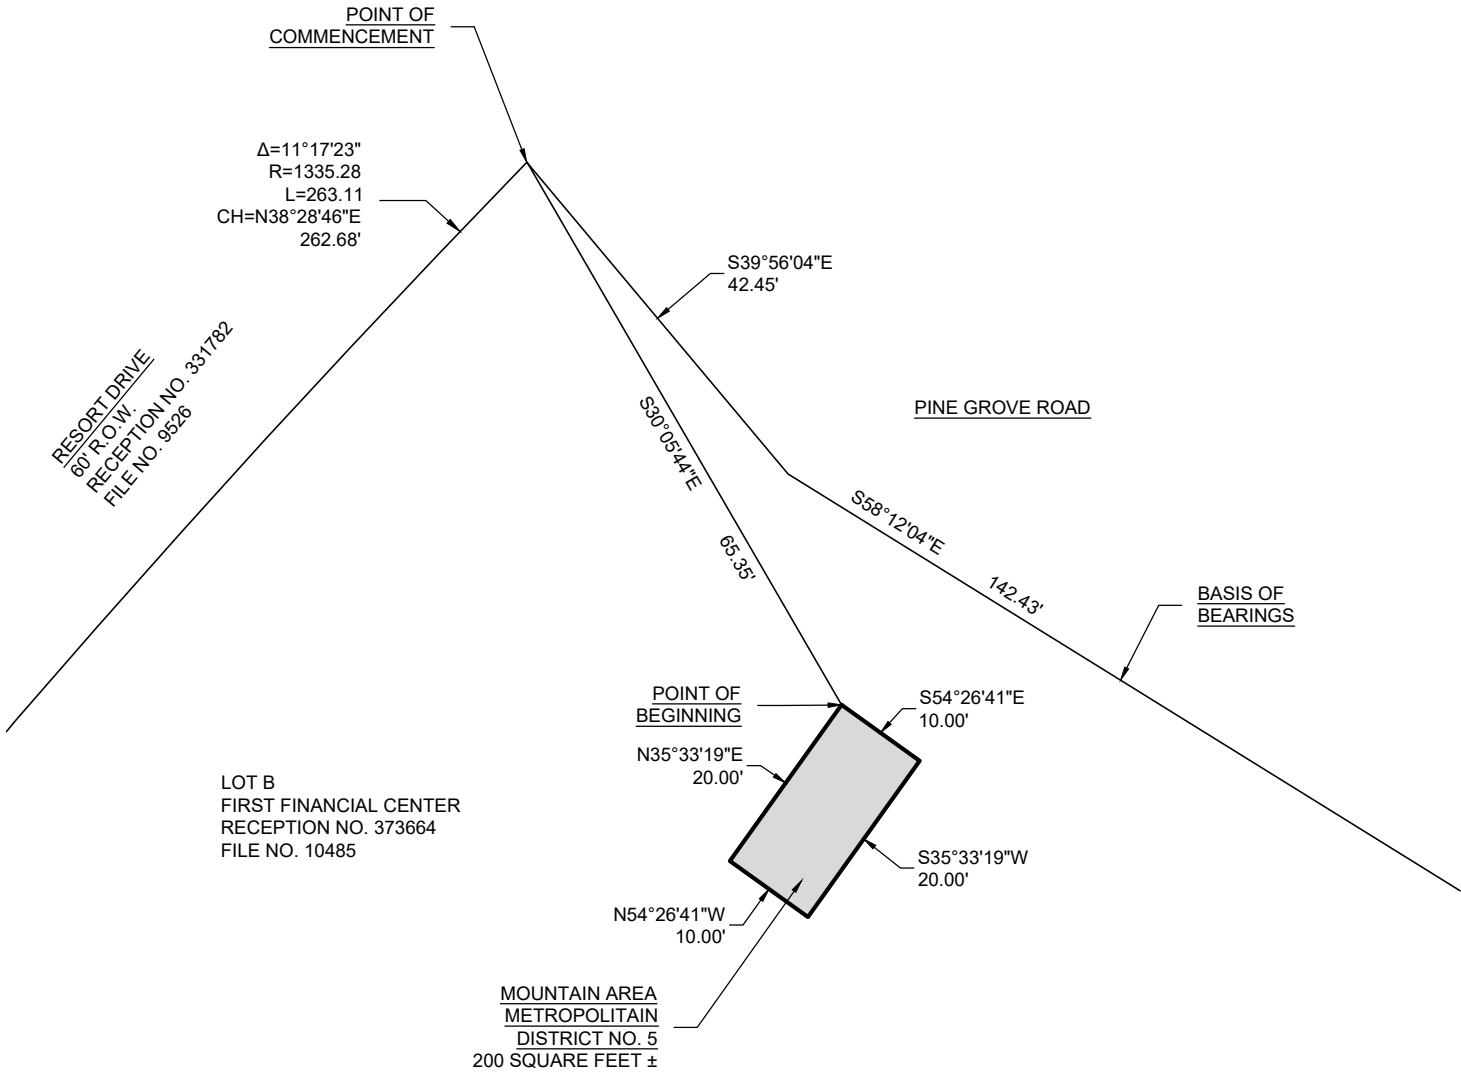 POINT OF
COMMENCEMENT
Δ=11°17'23"
R=1335.28
L=263.11
CH=N38°28'46"E
262.68'
S39°56'04"E
42.45'
RESORT DRIVE
60' R.O.W.
RECEPTION NO. 331782
FILE NO. 9526
S30°05'44"E
65.35'
PINE GROVE ROAD
S58°12'04"E
142.43'
BASIS OF
BEARINGS
POINT OF
BEGINNING
S54°26'41"E
10.00'
N35°33'19"E
20.00'
LOT B
FIRST FINANCIAL CENTER
RECEPTION NO. 373664
FILE NO. 10485
S35°33'19"W
20.00'
N54°26'41"W
10.00'
MOUNTAIN AREA
METROPOLITAIN
DISTRICT NO. 5
200 SQUARE FEET ±